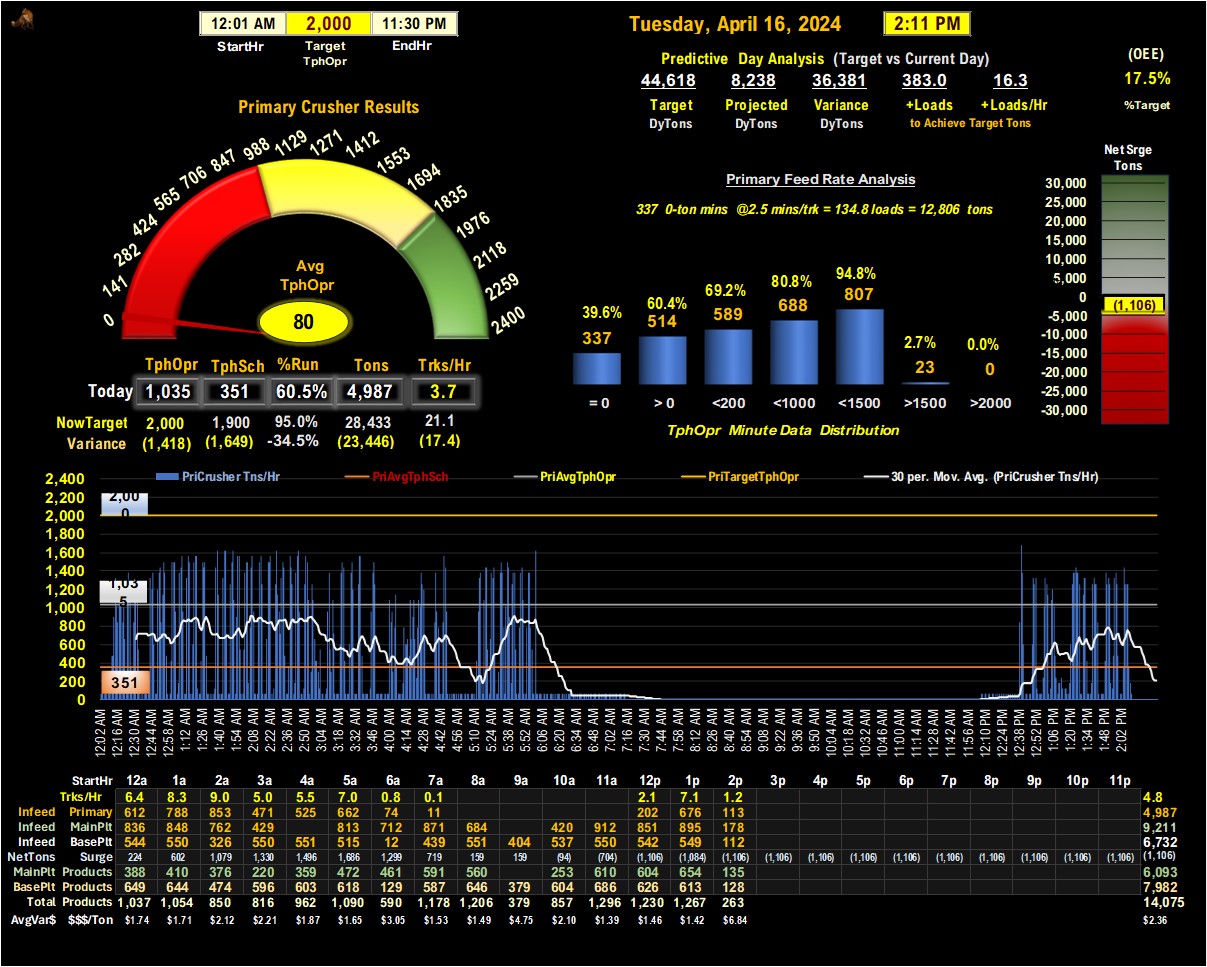 12:01 AM 2,000 11:30 PM
StartHr Target EndHr
TphOpr
Tuesday, April 16, 2024 2:11 PM
Predictive Day Analysis (Target vs Current Day)
44,618 8,238 36,381 383.0 16.3
Target Projected Variance +Loads +Loads/Hr
DyTons DyTons DyTons to Achieve Target Tons
(OEE)
17.5%
%Target
Primary Crusher Results
0 141 282 424 565 706 847 988 1129 1271 1412 1553 1694 1835 1976 2118 2259 2400
Avg
TphOpr
80
TphOpr TphSch %Run Tons Trks/Hr
Today 1,035 351 60.5% 4,987 3.7
NowTarget 2,000 1,900 95.0% 28,433 21.1
Variance (1,418) (1,649) -34.5% (23,446) (17.4)
Primary Feed Rate Analysis
337 0-ton mins @2.5 mins/trk = 134.8 loads = 12,806 tons
39.6% 60.4% 69.2% 80.8% 94.8% 2.7% 0.0%
337 514 589 688 807 23 0
= 0 > 0 <200 <1000 <1500 >1500 >2000
TphOpr Minute Data Distribution
Net Srge
Tons
30,000
25,000
20,000
15,000
10,000
5,000
0
(1,106)
-5,000
-10,000
-15,000
-20,000
-25,000
-30,000
PriCrusher Tns/Hr PriAvgTphSch PriAvgTphOpr PriTargetTphOpr 30 per. Mov. Avg. (PriCrusher Tns/Hr)
2,400
2,200
2,000
1,800
1,600
1,400
1,200
1,000
800
600
400
200
0
2,000
1,035
351
12:02 AM 12:16 AM 12:30 AM 12:44 AM 12:58 AM 1:12 AM 1:26 AM 1:40 AM 1:54 AM 2:08 AM 2:22 AM 2:36 AM 2:50 AM 3:04 AM 3:18 AM 3:32 AM 3:46 AM 4:00 AM 4:14 AM 4:28 AM 4:42 AM 4:56 AM 5:10 AM 5:24 AM 5:38 AM 5:52 AM 6:06 AM 6:20 AM 6:34 AM 6:48 AM 7:02 AM 7:16 AM 7:30 AM 7:44 AM 7:58 AM 8:12 AM 8:26 AM 8:40 AM 8:54 AM 9:08 AM 9:22 AM 9:36 AM 9:50 AM 10:04 AM 10:18 AM 10:32 AM 10:46 AM 11:00 AM 11:14 AM 11:28 AM 11:42 AM 11:56 AM 12:10 PM 12:24 PM 12:38 PM 12:52 PM 1:06 PM 1:20 PM 1:34 PM 1:48 PM 2:02 PM
StartHr 12a 1a 2a 3a 4a 5a 6a 7a 8a 9a 10a 11a 12p 1p 2p 3p 4p 5p 6p 7p 8p 9p 10p 11p
Trks/Hr 6.4 8.3 9.0 5.0 5.5 7.0 0.8 0.1 2.1 7.1 1.2 4.8
Infeed Primary 612 788 853 471 525 662 74 11 202 676 113 4,987
Infeed MainPlt 836 848 762 429 813 712 871 684 420 912 851 895 178 9,211
Infeed BasePlt 544 550 326 550 551 515 12 439 551 404 537 550 542 549 112 6,732
NetTons Surge 224 602 1,079 1,330 1,496 1,686 1,299 719 159 159 (94) (704) (1,106) (1,084) (1,106) (1,106) (1,106) (1,106) (1,106) (1,106) (1,106) (1,106) (1,106) (1,106) (1,106)
MainPlt Products 388 410 376 220 359 472 461 591 560 253 610 604 654 135 6,093
BasePlt Products 649 644 474 596 603 618 129 587 646 379 604 686 626 613 128 7,982
Total Products 1,037 1,054 850 816 962 1,090 590 1,178 1,206 379 857 1,296 1,230 1,267 263 14,075
AvgVar$ $$$/Ton $1.74 $1.71 $2.12 $2.21 $1.87 $1.65 $3.05 $1.53 $1.49 $4.75 $2.10 $1.39 $1.46 $1.42 $6.84 $2.36